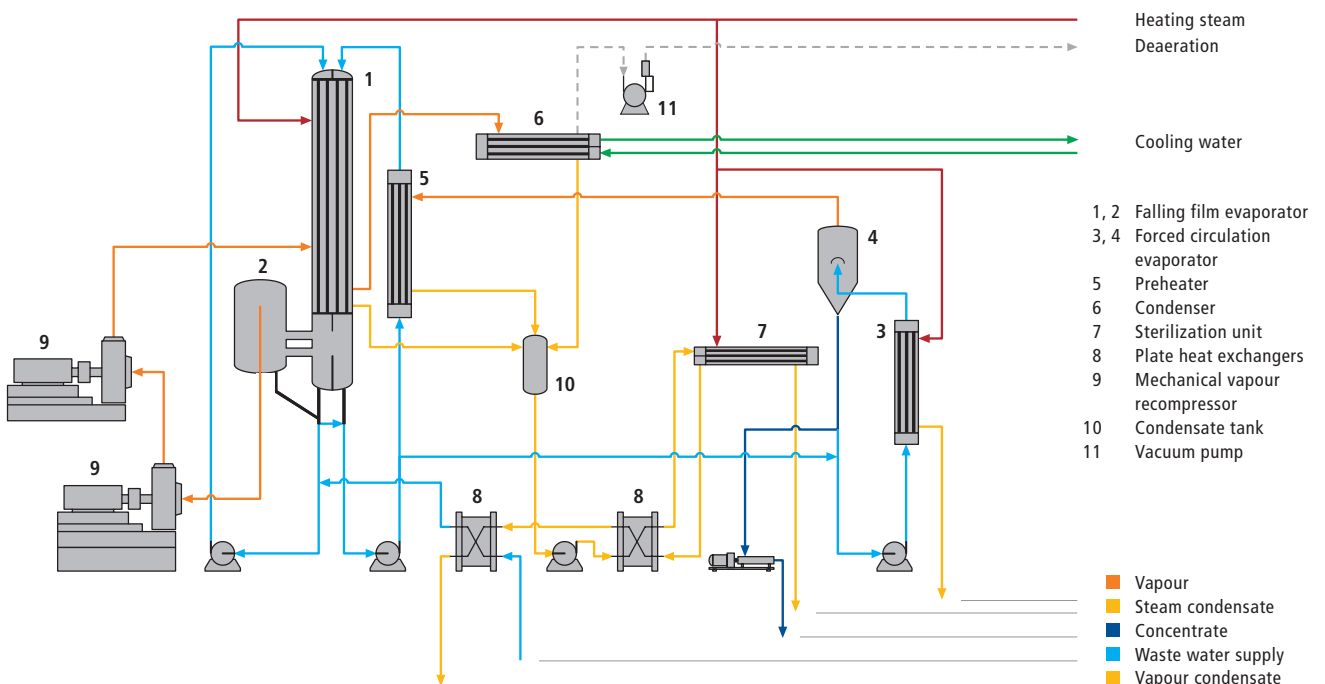 Heating steam
Deaeration
1
11
6
Cooling water
5
4
1, 2 Falling film evaporator
3, 4 Forced circulation
evaporator
2
5 Preheater
6 Condenser
7
3
7 Sterilization unit
9
8 Plate heat exchangers
9 Mechanical vapour
recompressor
10
10 Condensate tank
11 Vacuum pump
9
8
8
Vapour
Steam condensate
Concentrate
Waste water supply
Vapour condensate